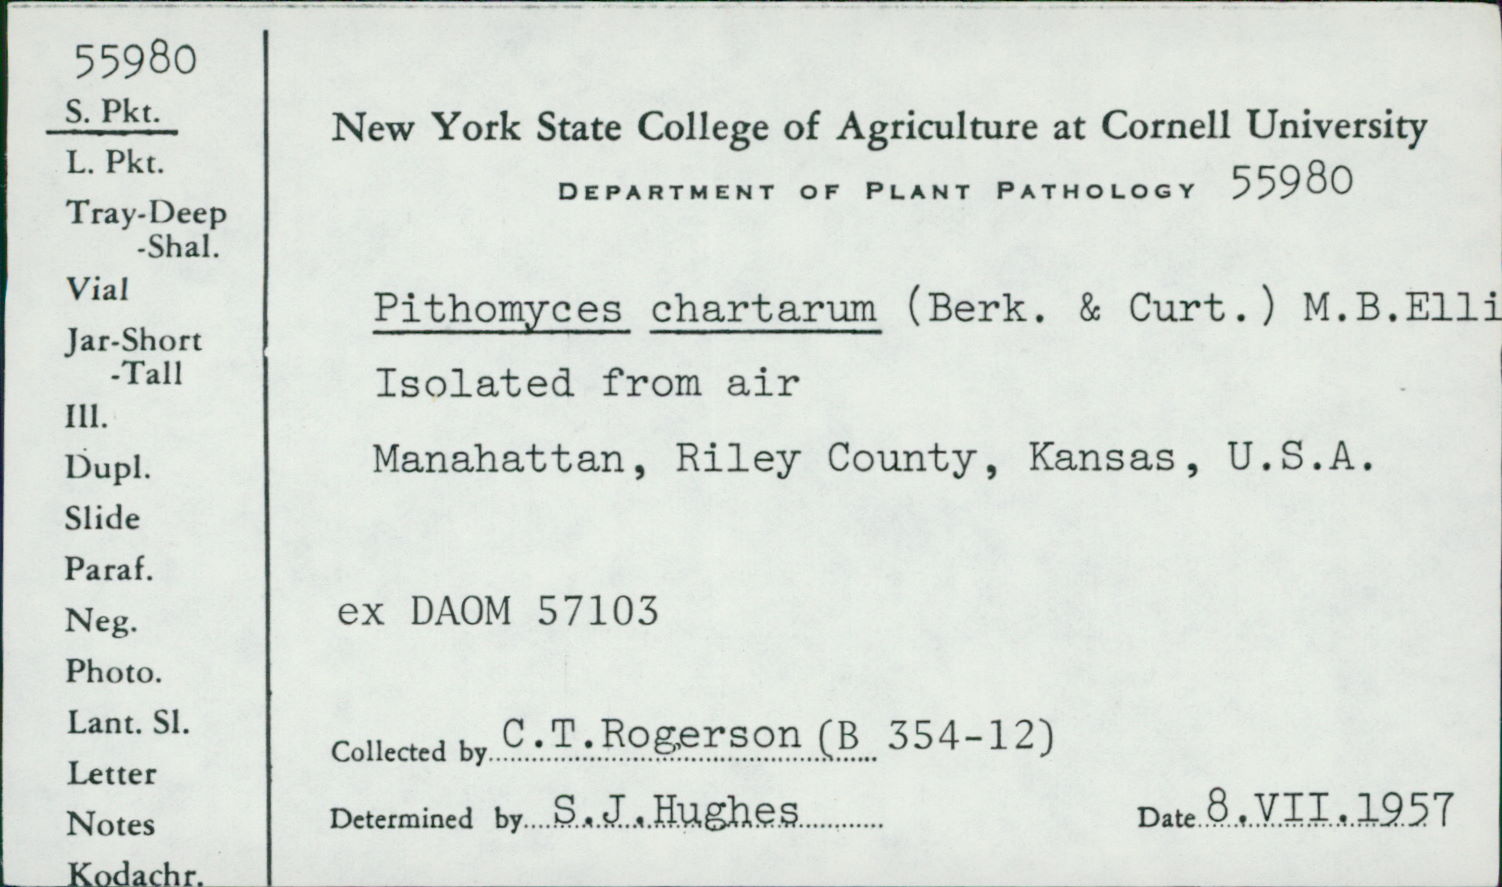 55980
S. Pkt.
L. Pkt.
Tray-Deep
-Shal.
Vial
Jar-Short
-Tall
Ill.
Dupl.
Slide
Paraf.
Neg.
Photo.
Lant. Sl.
Letter
Notes
Kodachr.
New York State College of Agriculture at Cornell University
DEPARTMENT OF PLANT PATHOLOGY 55980
Pithomyces chartarum (Berk. & Curt.) M.B.Elli
Isolated from air
Manahattan, Riley County, Kansas, U.S.A.
ex DAOM 57103
Collected by C.T.Rogerson (B 354-12)
Determined by S.J.Hughes Date 8.VII.1957